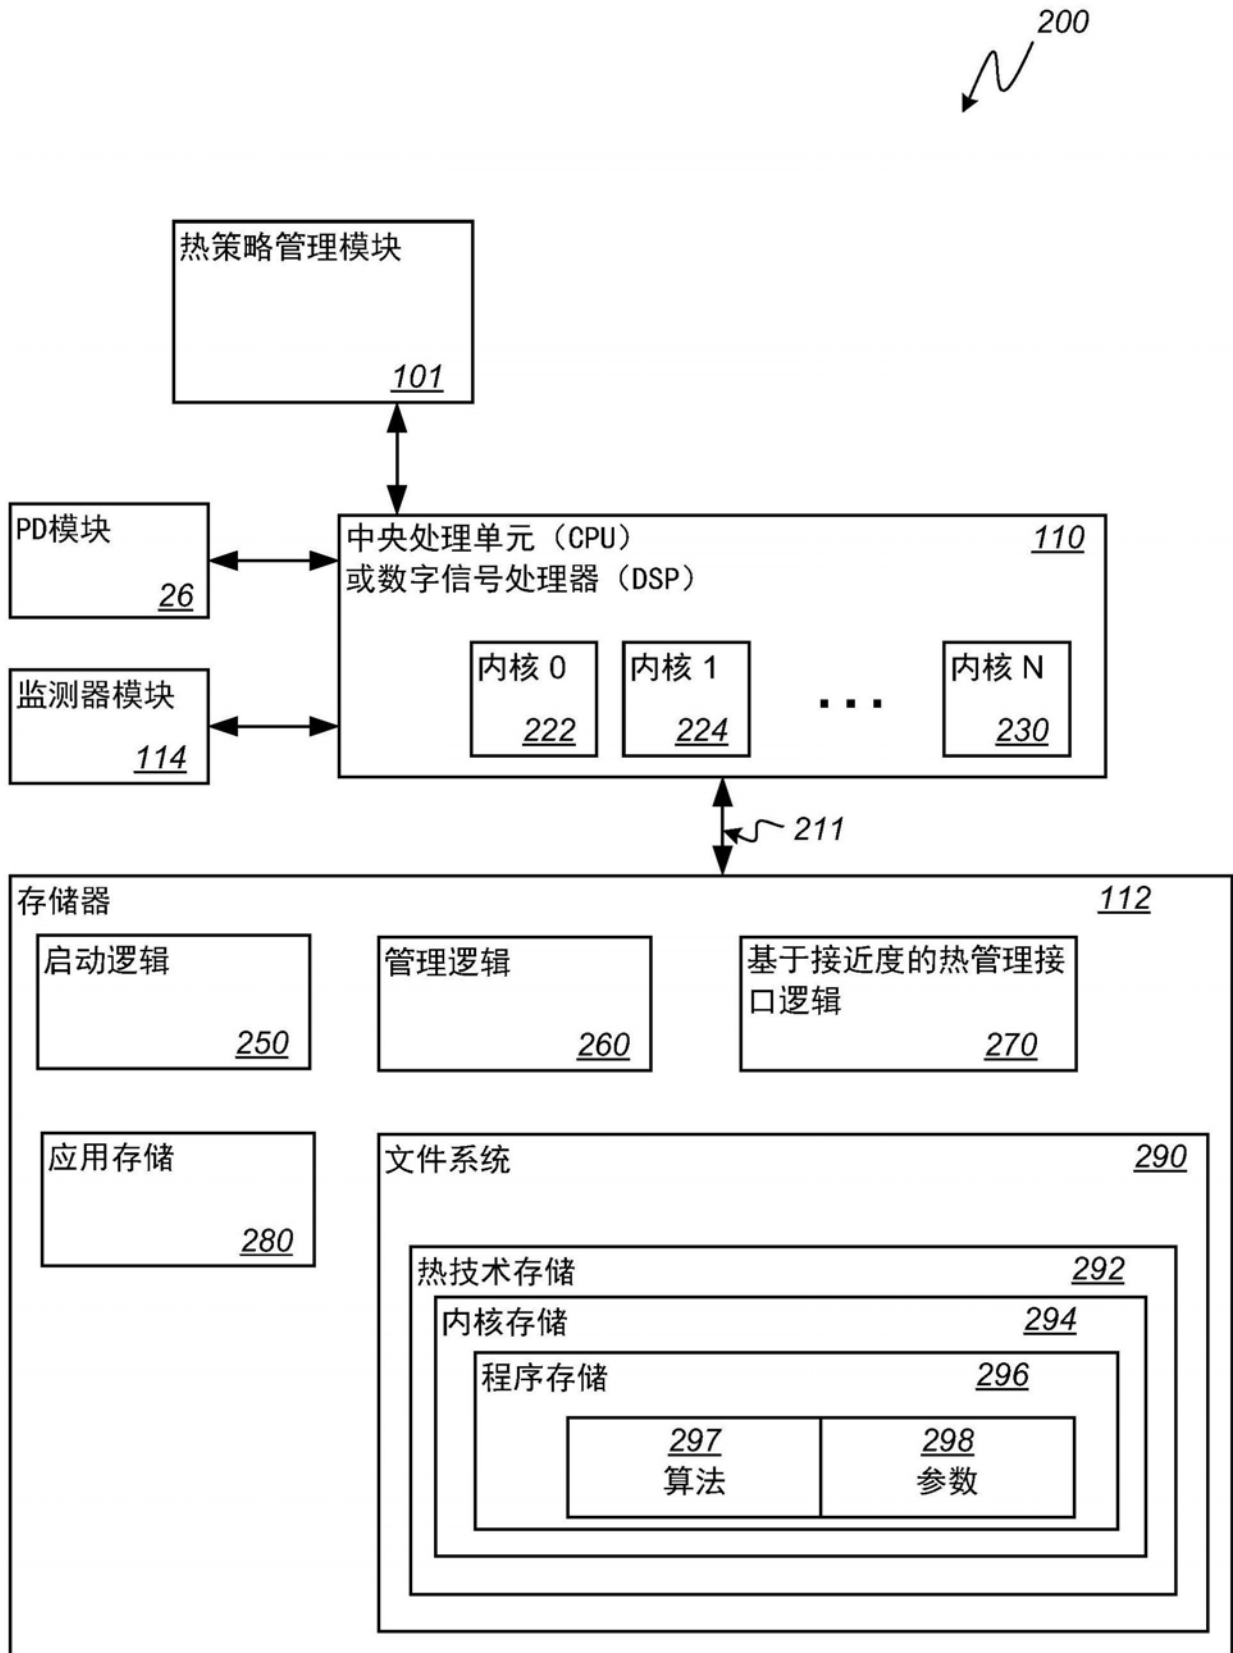 200
热策略管理模块
101
PD模块
26
中央处理单元（CPU）
或数字信号处理器（DSP）
110
监测器模块
114
内核 0
222
内核 1
224
...
内核 N
230
211
存储器
112
启动逻辑
250
管理逻辑
260
基于接近度的热管理接
口逻辑
270
应用存储
280
文件系统
290
热技术存储
292
内核存储
294
程序存储
296
297
算法
298
参数